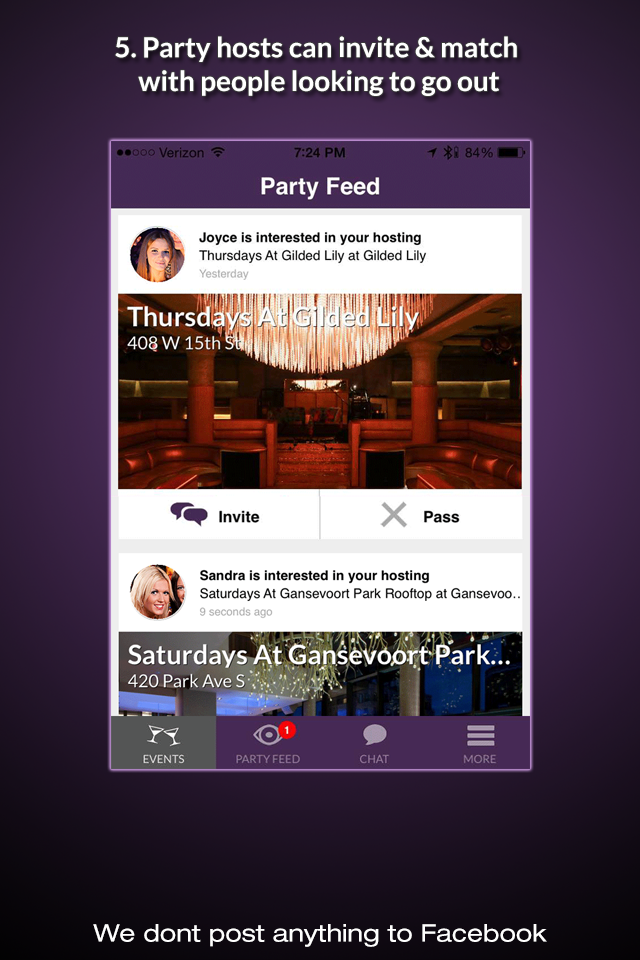 5. Party hosts can invite & match
with people looking to go out
Verizon 7:24 PM 84%
Party Feed
Joyce is interested in your hosting
Thursdays At Gilded Lily at Gilded Lily
Yesterday
Thursdays At Gilded Lily
408 W 15th St
Invite Pass
Sandra is interested in your hosting
Saturdays At Gansevoort Park Rooftop at Gansevoo...
9 seconds ago
Saturdays At Gansevoort Park...
420 Park Ave S
1
EVENTS PARTY FEED CHAT MORE
We dont post anything to Facebook